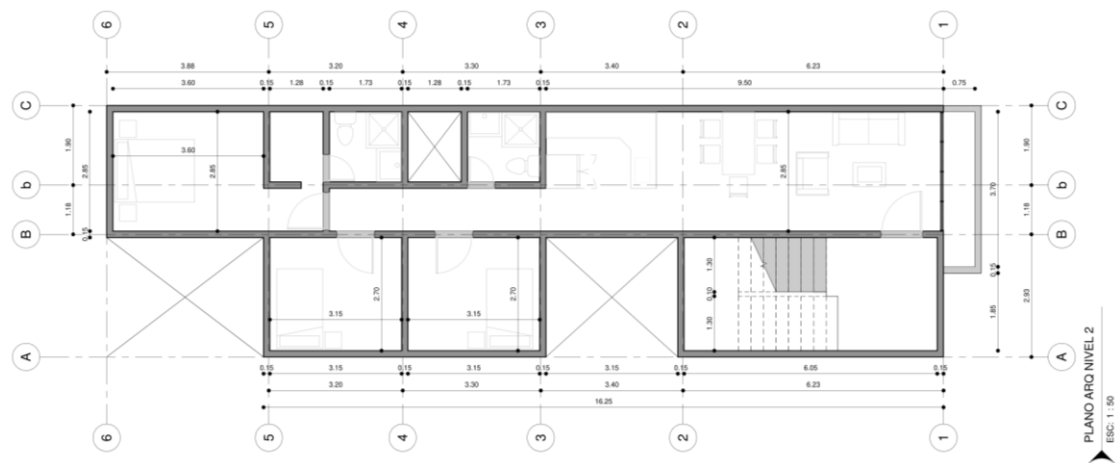 6 5 4 3 2 1
3.88 3.20 3.30 3.40 6.23
3.60 0.15 1.28 0.15 1.73 0.15 1.28 0.15 1.73 0.15 9.50 0.75
C C
1.90 2.85 3.60 2.85 2.85 1.90 3.70
b b
1.18 1.18
B B
0.15
1.30 0.10 1.30
2.70 2.70
3.15 3.15
0.15 1.85 2.93
A A
0.15 3.15 0.15 3.15 0.15 3.15 0.15 6.05 0.15
3.20 3.30 3.40 6.23
16.25
6 5 4 3 2 1
PLANO ARQ NIVEL 2
ESC: 1 : 50